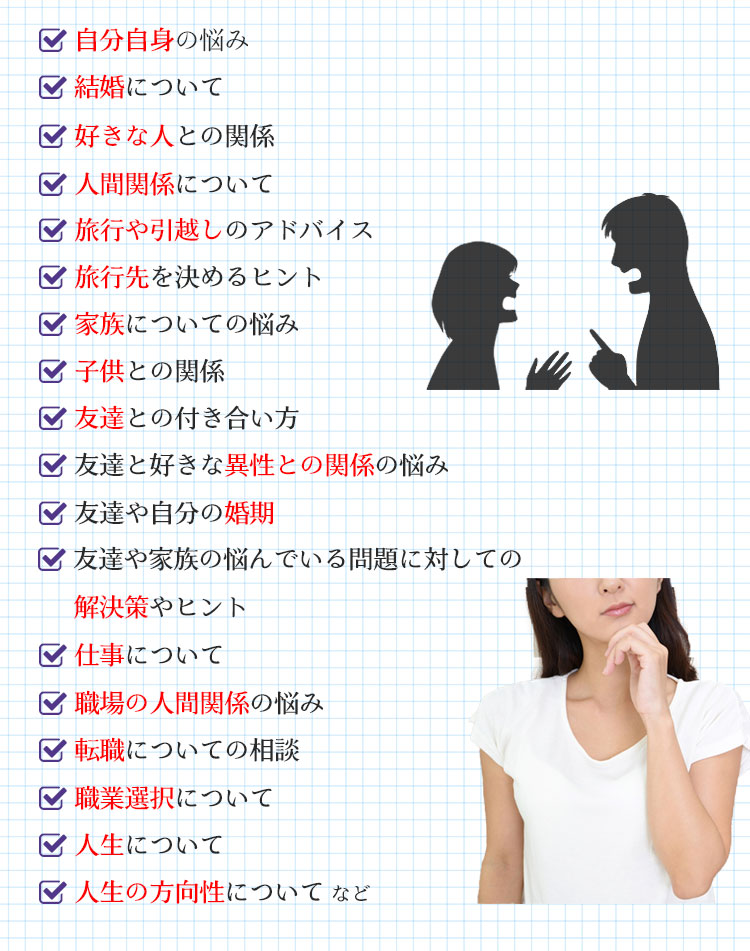 自分自身の悩み
結婚について
好きな人との関係
人間関係について
旅行や引越しのアドバイス
旅行先を決めるヒント
家族についての悩み
子供との関係
友達との付き合い方
友達と好きな異性との関係の悩み
友達や自分の婚期
友達や家族の悩んでいる問題に対しての
解決策やヒント
仕事について
職場の人間関係の悩み
転職についての相談
職業選択について
人生について
人生の方向性について など